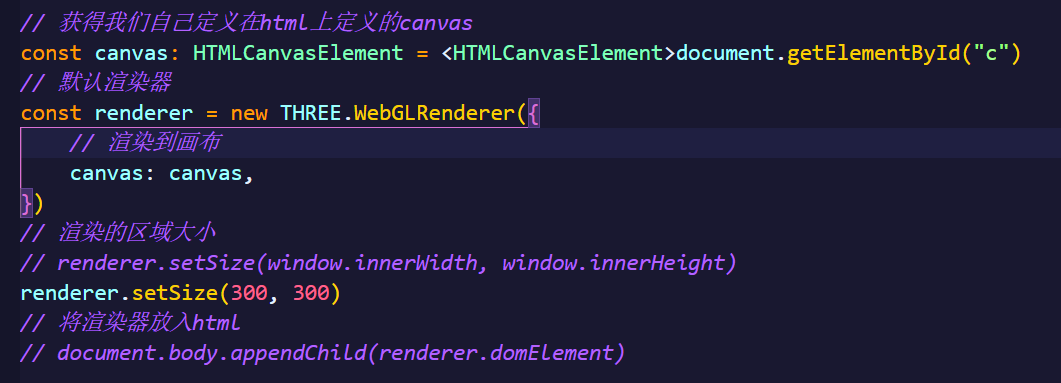 // 获得我们自己定义在html上定义的canvas
const canvas: HTMLCanvasElement = <HTMLCanvasElement>document.getElementById("c")
// 默认渲染器
const renderer = new THREE.WebGLRenderer({
    // 渲染到画布
    canvas: canvas,
})
// 渲染的区域大小
// renderer.setSize(window.innerWidth, window.innerHeight)
renderer.setSize(300, 300)
// 将渲染器放入html
// document.body.appendChild(renderer.domElement)